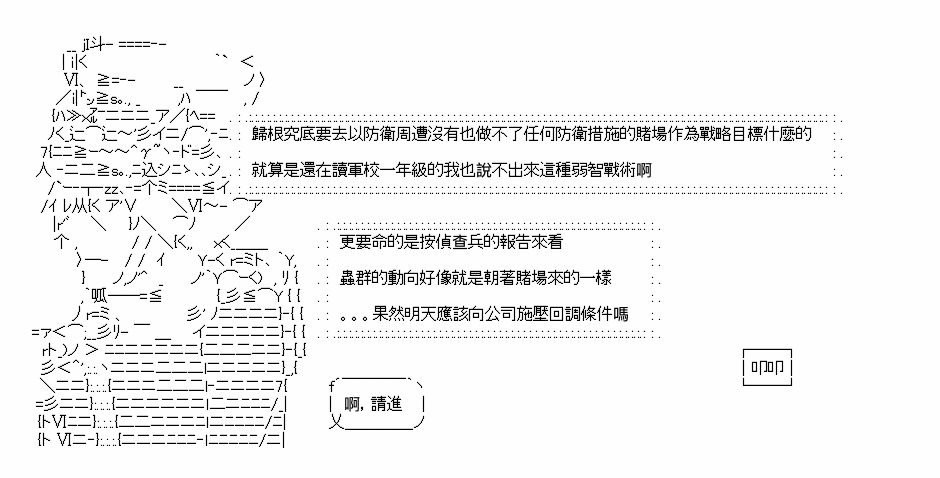 歸根究底要去以防衛周遭沒有也做不了任何防衛措施的賭場作為戰略目標什麼的
就算是還在讀軍校一年級的我也說不出來這種弱智戰術啊
更要命的是按偵查兵的報告來看
蟲群的動向好像就是朝著賭場來的一樣
。。。果然明天應該向公司施壓回調條件嗎
叩叩
啊，請進